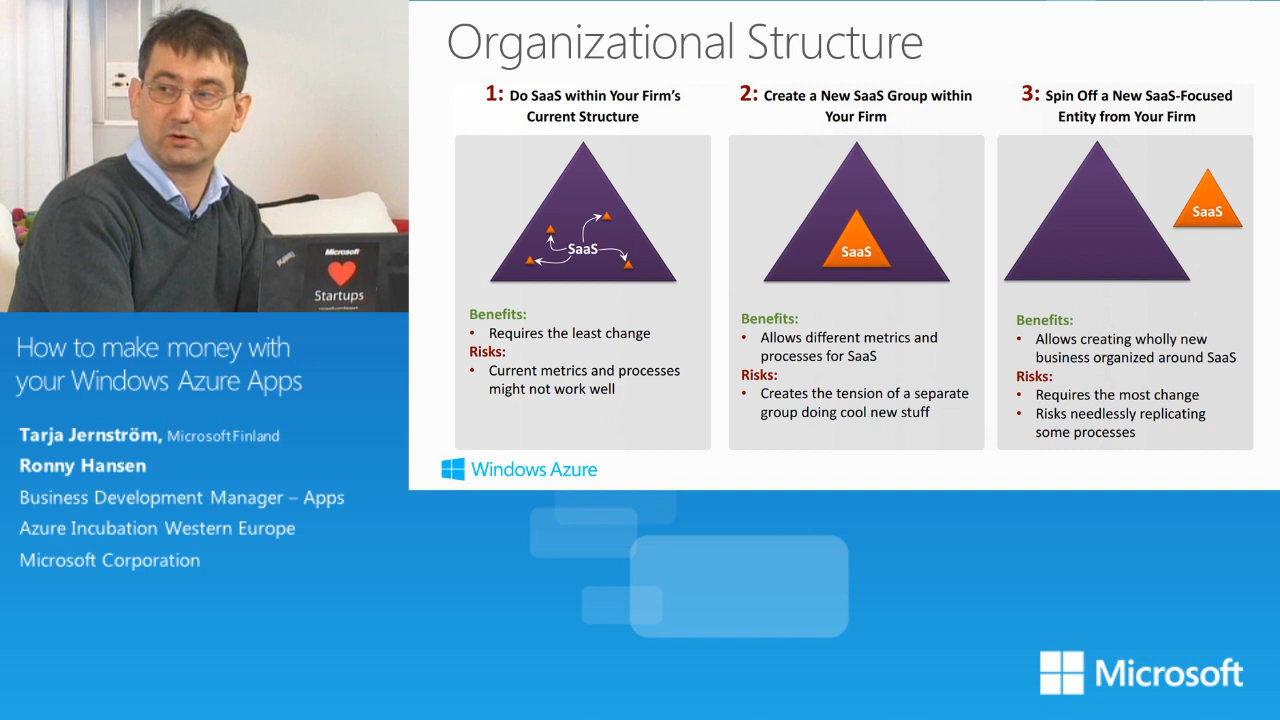 Organizational Structure
1: Do SaaS within Your Firm's
Current Structure
SaaS
Benefits:
• Requires the least change
Risks:
• Current metrics and processes
might not work well
2: Create a New SaaS Group within
Your Firm
SaaS
Benefits:
• Allows different metrics and
processes for SaaS
Risks:
• Creates the tension of a separate
group doing cool new stuff
3: Spin Off a New SaaS-Focused
Entity from Your Firm
SaaS
Benefits:
• Allows creating wholly new
business organized around SaaS
Risks:
• Requires the most change
• Risks needlessly replicating
some processes
Windows Azure
Microsoft
Startups
How to make money with
your Windows Azure Apps
Tarja Jernström, Microsoft Finland
Ronny Hansen
Business Development Manager – Apps
Azure Incubation Western Europe
Microsoft Corporation
Microsoft